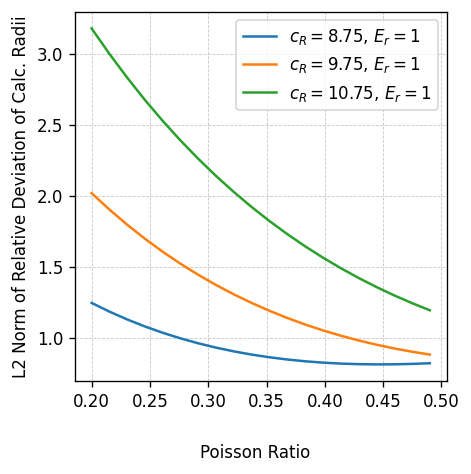 L2 Norm of Relative Deviation of Calc. Radii
3.0
2.5
2.0
1.5
1.0
c_R = 8.75, E_r = 1
c_R = 9.75, E_r = 1
c_R = 10.75, E_r = 1
0.20 0.25 0.30 0.35 0.40 0.45 0.50
Poisson Ratio